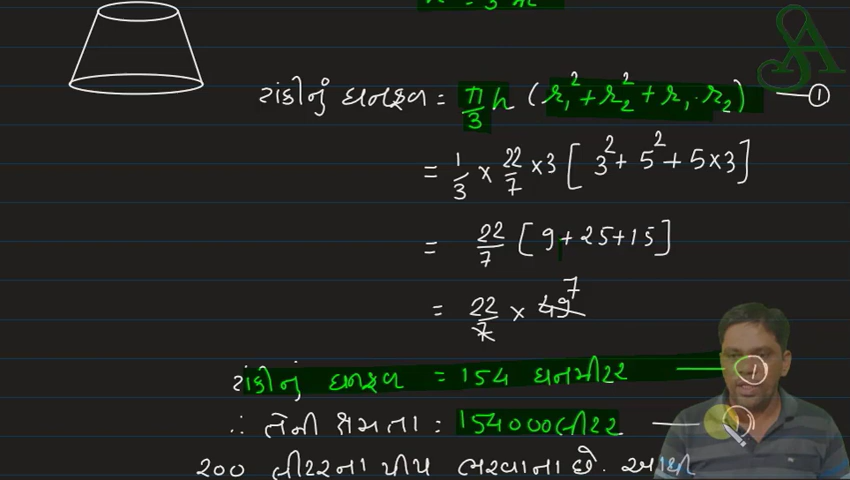 ટાંકીનું ઘનફળ = π/3 h (r₁² + r₂² + r₁.r₂) — ①
= 1/3 × 22/7 × 3 [3² + 5² + 5×3]
= 22/7 [9+25+15]
= 22/7 × 49 7
ટાંકીનું ઘનફળ = 154 ઘનમીટર — ①
∴ તેની ક્ષમતા = 154000 લીટર — ①
200 લીટરના પીપ ભરવાના છે. આથી